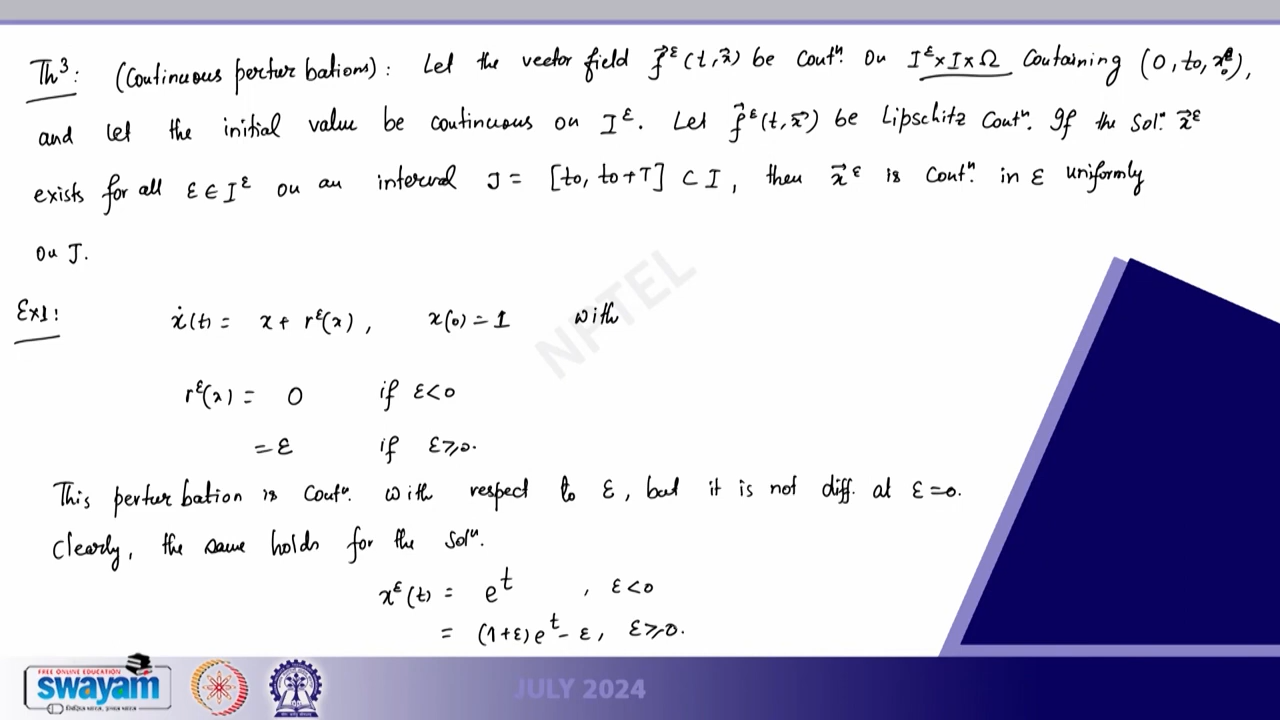 Th³: (Continuous perturbations): Let the vector field f⃗^ε(t,x⃗) be Contⁿ. on I^ε×I×Ω Containing (0, t0, x⃗₀^0),
and let the initial value be continuous on I^ε. Let f⃗^ε(t,x⃗) be Lipschitz Contⁿ. If the Solⁿ. x⃗^ε
exists for all ε∈I^ε on an interval J = [t0, t0+T] ⊂ I, then x⃗^ε is Contⁿ. in ε uniformly
on J.
Ex1: ẋ(t) = x + r^ε(x), x(0)=1 with
r^ε(x) = 0 if ε<0
= ε if ε≥0.
This perturbation is Contⁿ. with respect to ε, but it is not diff. at ε=0.
Clearly, the same holds for the Solⁿ.
x^ε(t) = e^t , ε<0
= (1+ε)e^t - ε, ε≥0.
NPTEL
FREE ONLINE EDUCATION
swayam
JULY 2024